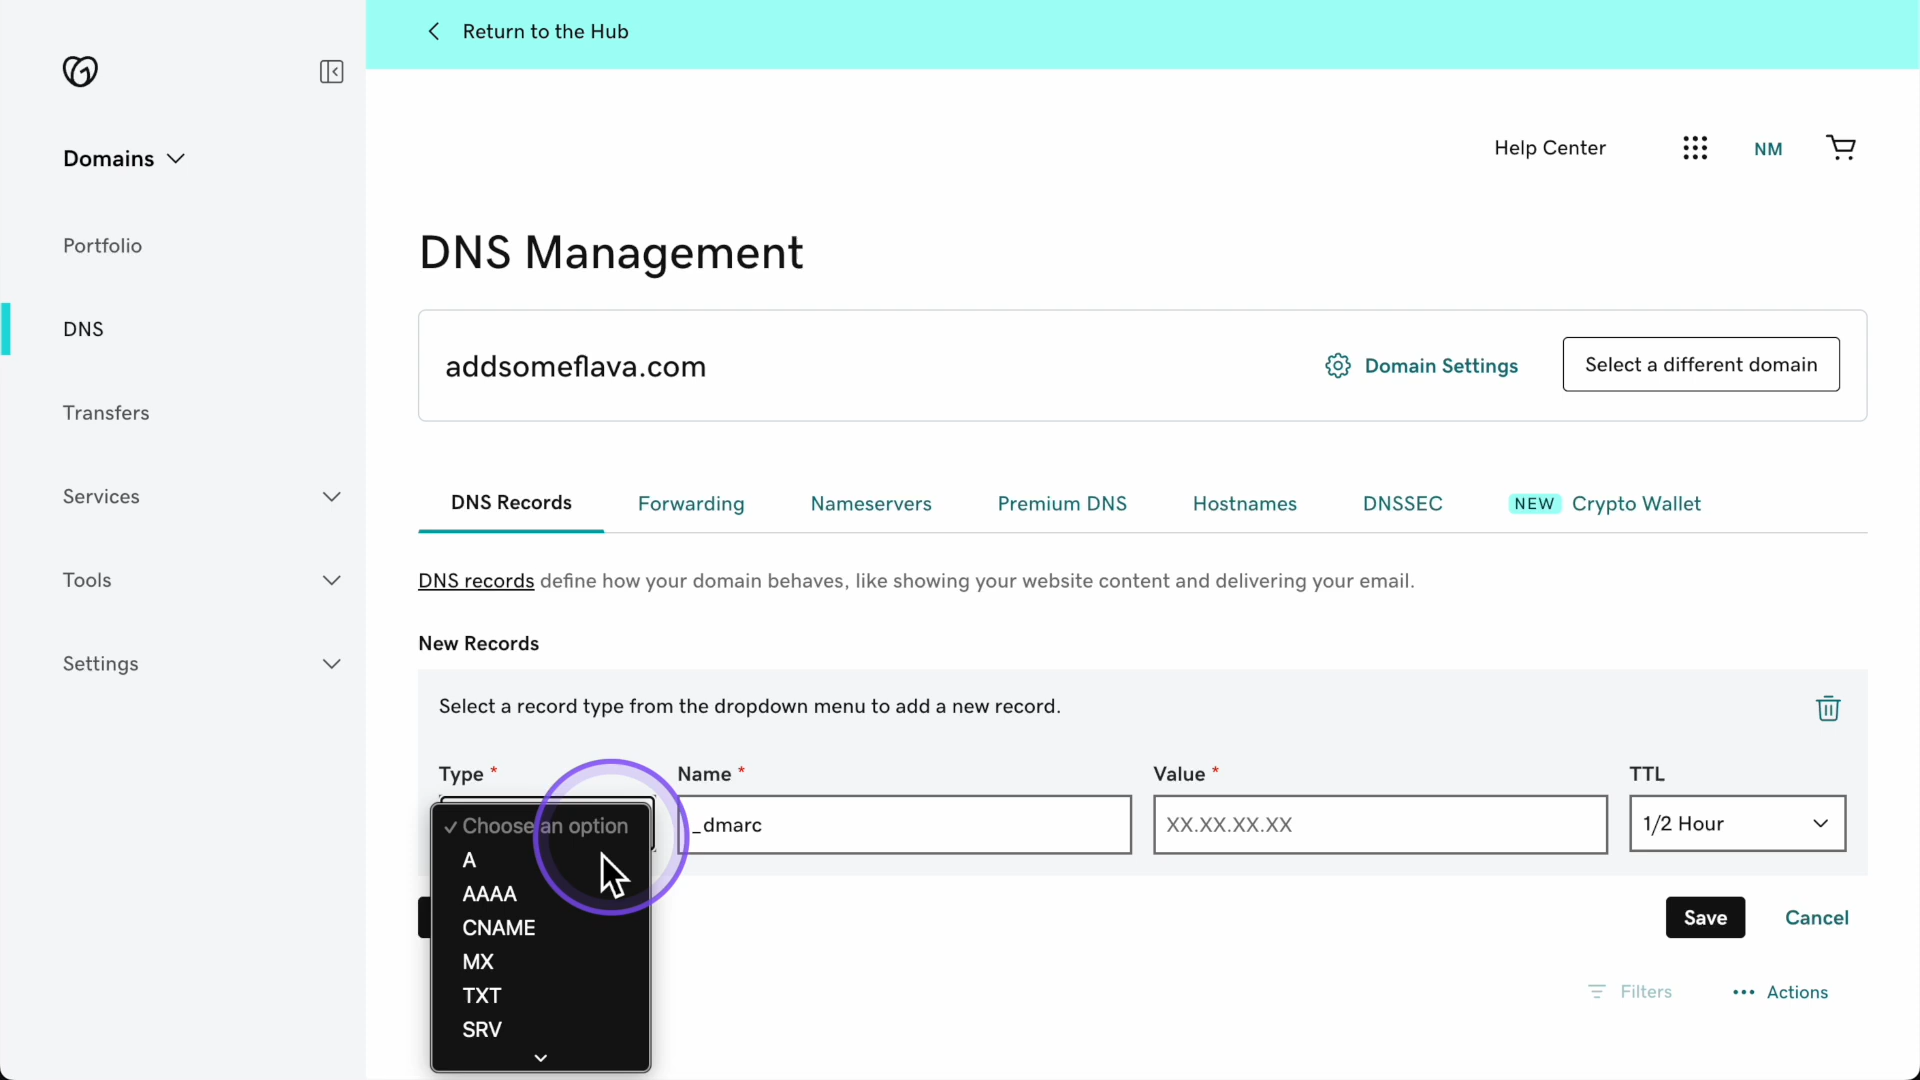 Return to the Hub
Domains
Portfolio
DNS
Transfers
Services
Tools
Settings
Help Center
NM
DNS Management
addsomeflava.com
Domain Settings
Select a different domain
DNS Records
Forwarding
Nameservers
Premium DNS
Hostnames
DNSSEC
NEW Crypto Wallet
DNS records define how your domain behaves, like showing your website content and delivering your email.
New Records
Select a record type from the dropdown menu to add a new record.
Type *
Name *
Value *
TTL
✓ Choose an option
A
AAAA
CNAME
MX
TXT
SRV
_dmarc
XX.XX.XX.XX
1/2 Hour
Save
Cancel
Filters
Actions